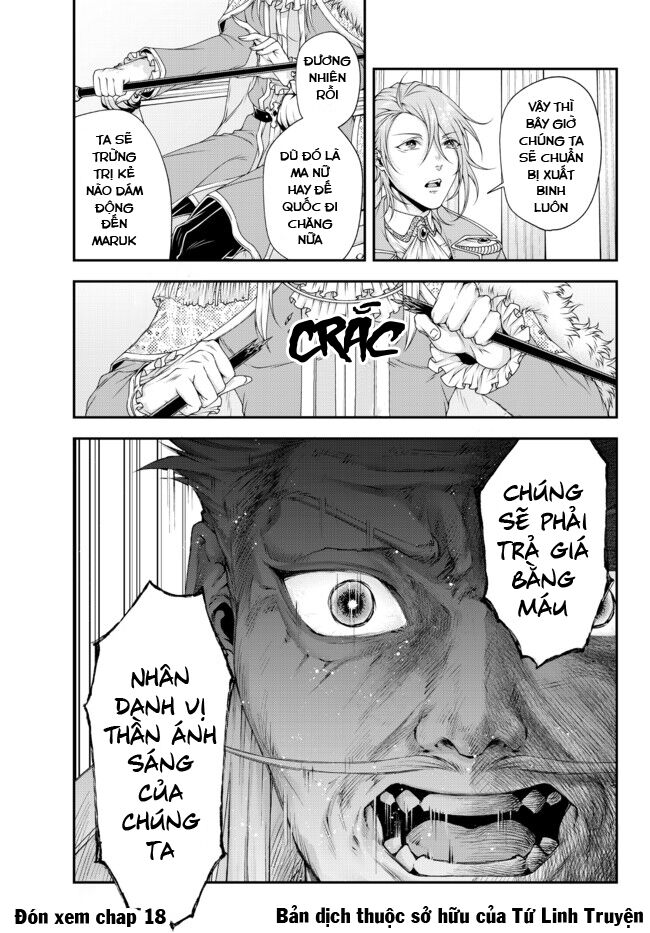 VẬY THÌ
BÂY GIỜ
CHÚNG TA
SẼ CHUẨN
BỊ XUẤT
BINH
LUÔN
ĐƯƠNG
NHIÊN
RỒI
DÙ ĐÓ LÀ
MA NỮ
HAY ĐẾ
QUỐC ĐI
CHĂNG
NỮA
TA SẼ
TRỪNG
TRỊ KẺ
NÀO DÁM
ĐỘNG
ĐẾN
MARUK
CRẮC
CHÚNG
SẼ PHẢI
TRẢ GIÁ
BẰNG
MÁU
NHÂN
DANH VỊ
THẦN ÁNH
SÁNG
CỦA
CHÚNG
TA
Đón xem chap 18
Bản dịch thuộc sở hữu của Tứ Linh Truyện